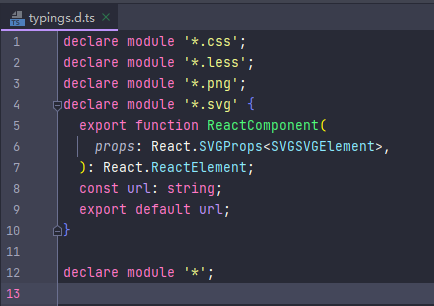 typings.d.ts
1 declare module '*.css';
2 declare module '*.less';
3 declare module '*.png';
4 declare module '*.svg' {
5 export function ReactComponent(
6 props: React.SVGProps<SVGSVGElement>,
7 ): React.ReactElement;
8 const url: string;
9 export default url;
10 }
11
12 declare module '*';
13